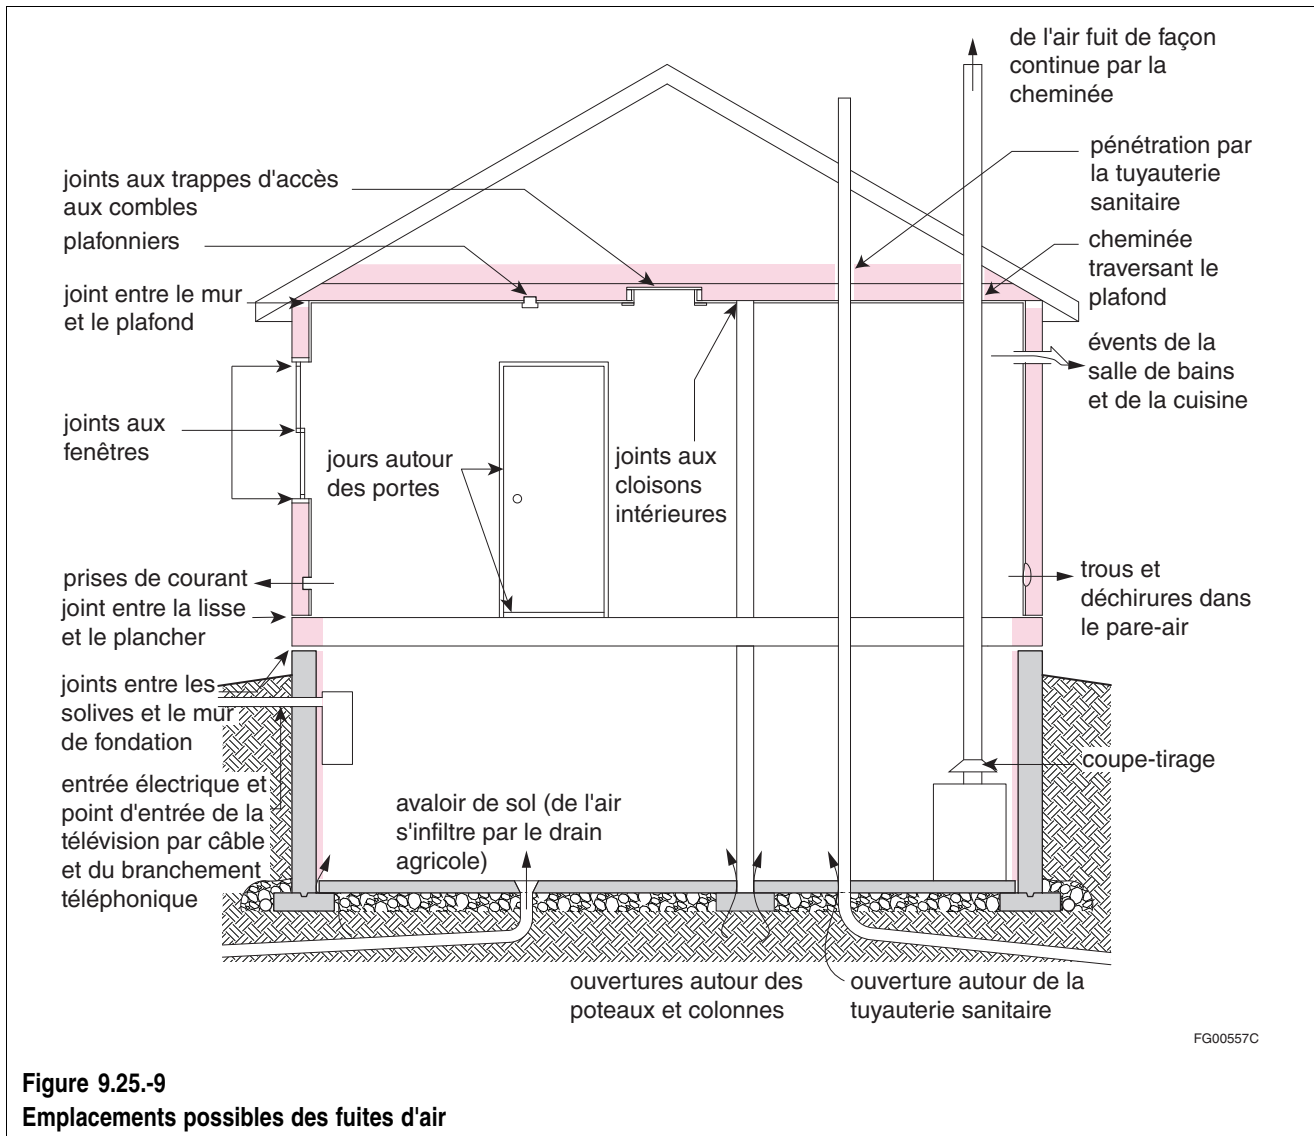 de l'air fuit de façon
continue par la
cheminée
pénétration par
la tuyauterie
sanitaire
joints aux trappes d'accès
aux combles
plafonniers
cheminée
traversant le
plafond
joint entre le mur
et le plafond
évents de la
salle de bains
et de la cuisine
joints aux
fenêtres
jours autour
des portes
joints aux
cloisons
intérieures
prises de courant
joint entre la lisse
et le plancher
trous et
déchirures dans
le pare-air
joints entre les
solives et le mur
de fondation
coupe-tirage
entrée électrique et
point d'entrée de la
télévision par câble
et du branchement
téléphonique
avaloir de sol (de l'air
s'infiltre par le drain
agricole)
ouvertures autour des
poteaux et colonnes
ouverture autour de la
tuyauterie sanitaire
FG00557C
Figure 9.25.-9
Emplacements possibles des fuites d'air